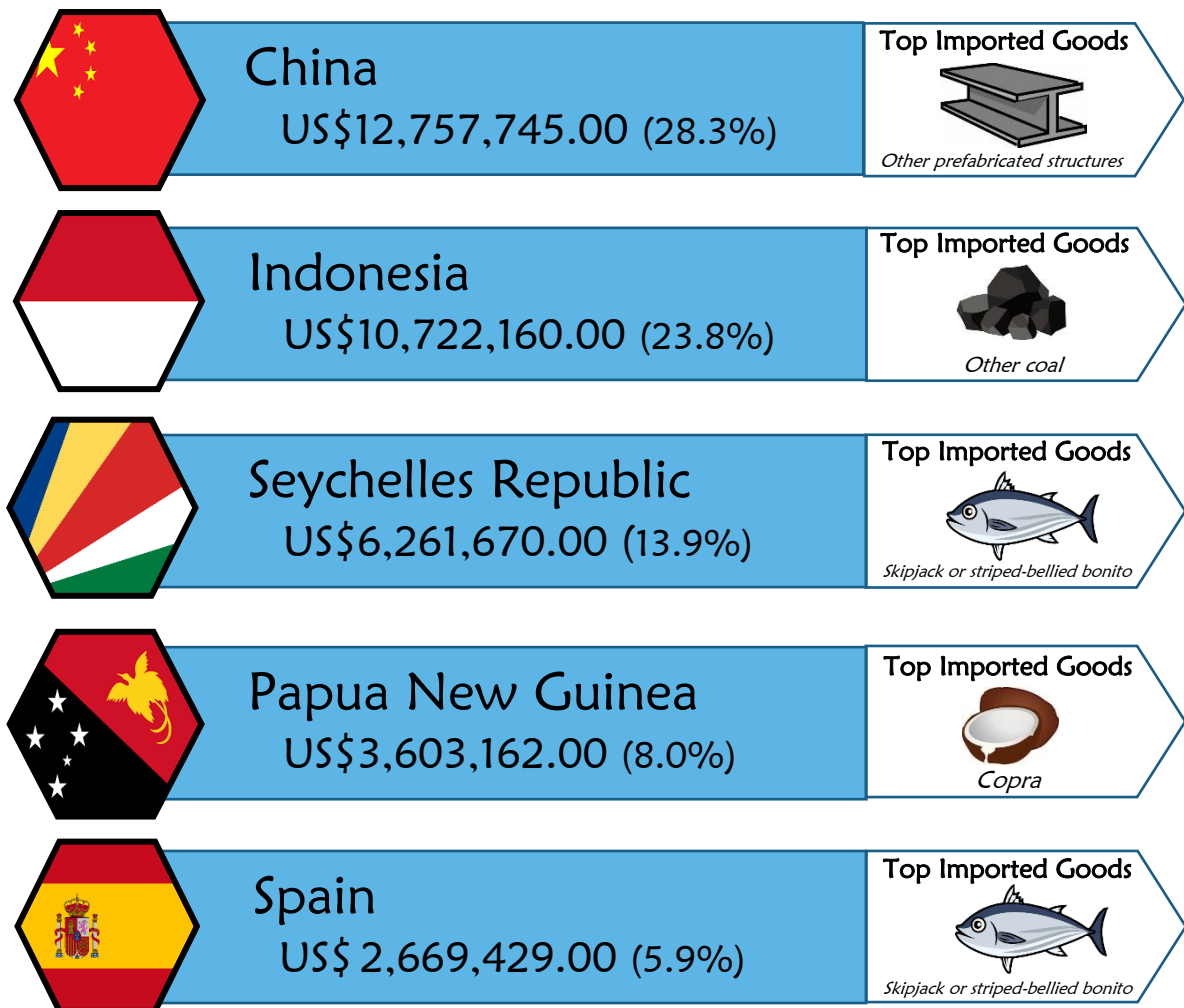 China
US$12,757,745.00 (28.3%)
Top Imported Goods
Other prefabricated structures
Indonesia
US$10,722,160.00 (23.8%)
Top Imported Goods
Other coal
Seychelles Republic
US$6,261,670.00 (13.9%)
Top Imported Goods
Skipjack or striped-bellied bonito
Papua New Guinea
US$3,603,162.00 (8.0%)
Top Imported Goods
Copra
Spain
US$ 2,669,429.00 (5.9%)
Top Imported Goods
Skipjack or striped-bellied bonito